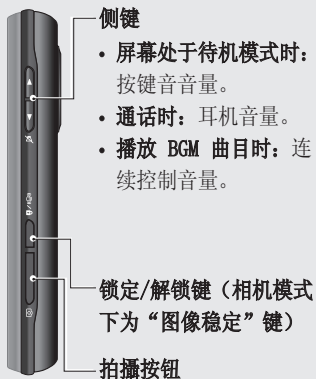 侧键
• 屏幕处于待机模式时：
按键音音量。
• 通话时：耳机音量。
• 播放 BGM 曲目时：连
续控制音量。
锁定/解锁键（相机模式
下为“图像稳定”键）
拍摄按钮